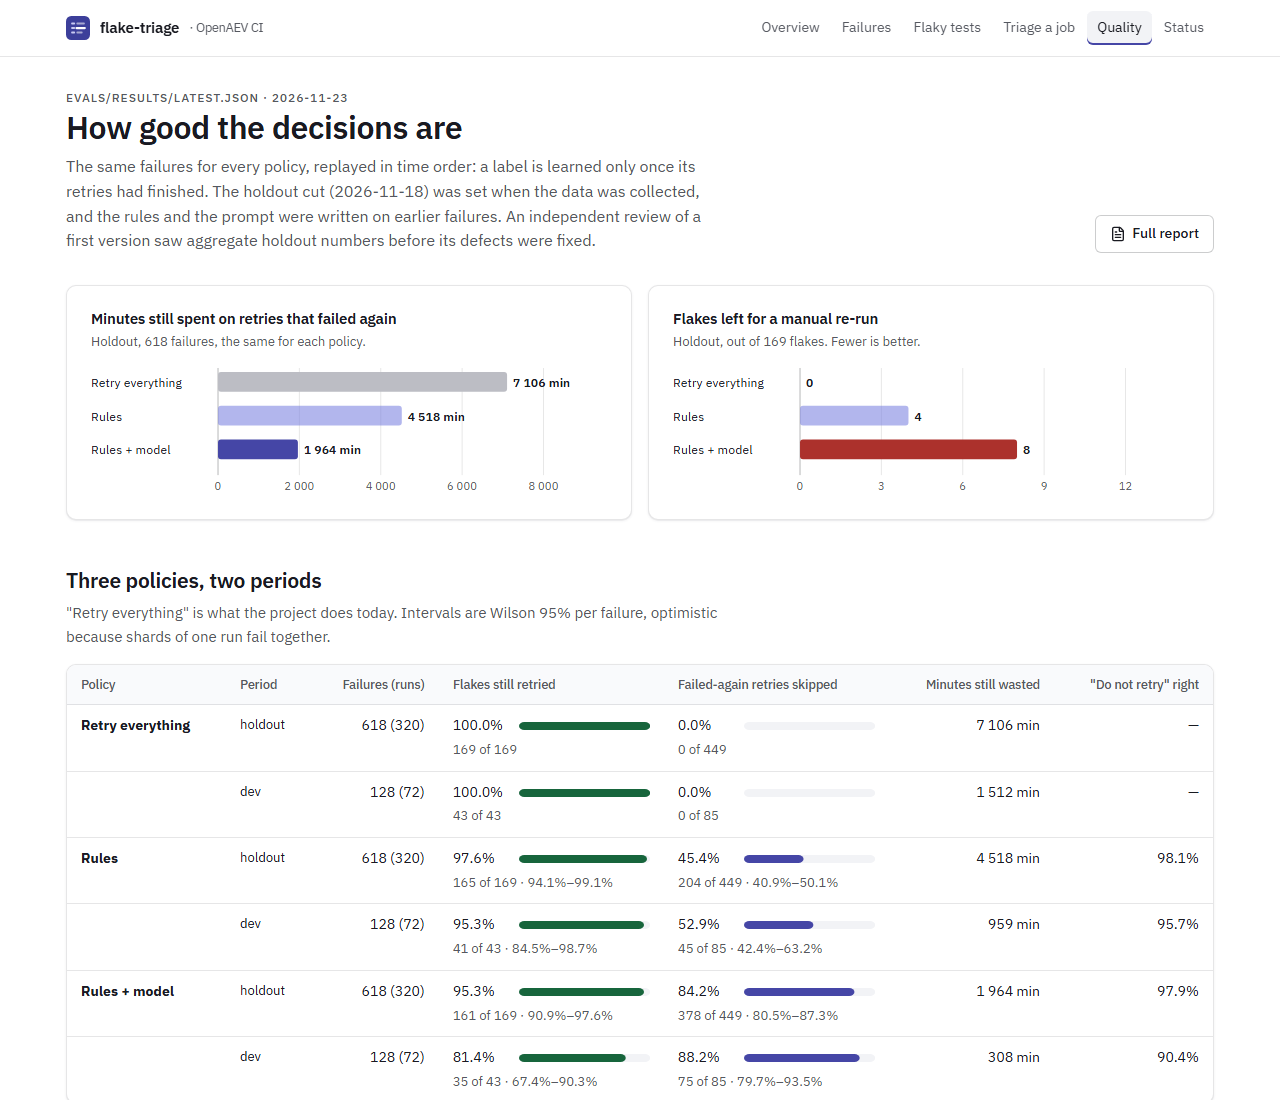 flake-triage · OpenAEV CI
Overview Failures Flaky tests Triage a job Quality Status
EVALS/RESULTS/LATEST.JSON · 2026-11-23
How good the decisions are
The same failures for every policy, replayed in time order: a label is learned only once its
retries had finished. The holdout cut (2026-11-18) was set when the data was collected,
and the rules and the prompt were written on earlier failures. An independent review of a
first version saw aggregate holdout numbers before its defects were fixed.
Full report
Minutes still spent on retries that failed again
Holdout, 618 failures, the same for each policy.
Retry everything 7 106 min
Rules 4 518 min
Rules + model 1 964 min
0 2 000 4 000 6 000 8 000
Flakes left for a manual re-run
Holdout, out of 169 flakes. Fewer is better.
Retry everything 0
Rules 4
Rules + model 8
0 3 6 9 12
Three policies, two periods
"Retry everything" is what the project does today. Intervals are Wilson 95% per failure, optimistic
because shards of one run fail together.
Policy Period Failures (runs) Flakes still retried Failed-again retries skipped Minutes still wasted "Do not retry" right
Retry everything holdout 618 (320) 100.0% 0.0% 7 106 min —
169 of 169 0 of 449
dev 128 (72) 100.0% 0.0% 1 512 min —
43 of 43 0 of 85
Rules holdout 618 (320) 97.6% 45.4% 4 518 min 98.1%
165 of 169 · 94.1%–99.1% 204 of 449 · 40.9%–50.1%
dev 128 (72) 95.3% 52.9% 959 min 95.7%
41 of 43 · 84.5%–98.7% 45 of 85 · 42.4%–63.2%
Rules + model holdout 618 (320) 95.3% 84.2% 1 964 min 97.9%
161 of 169 · 90.9%–97.6% 378 of 449 · 80.5%–87.3%
dev 128 (72) 81.4% 88.2% 308 min 90.4%
35 of 43 · 67.4%–90.3% 75 of 85 · 79.7%–93.5%